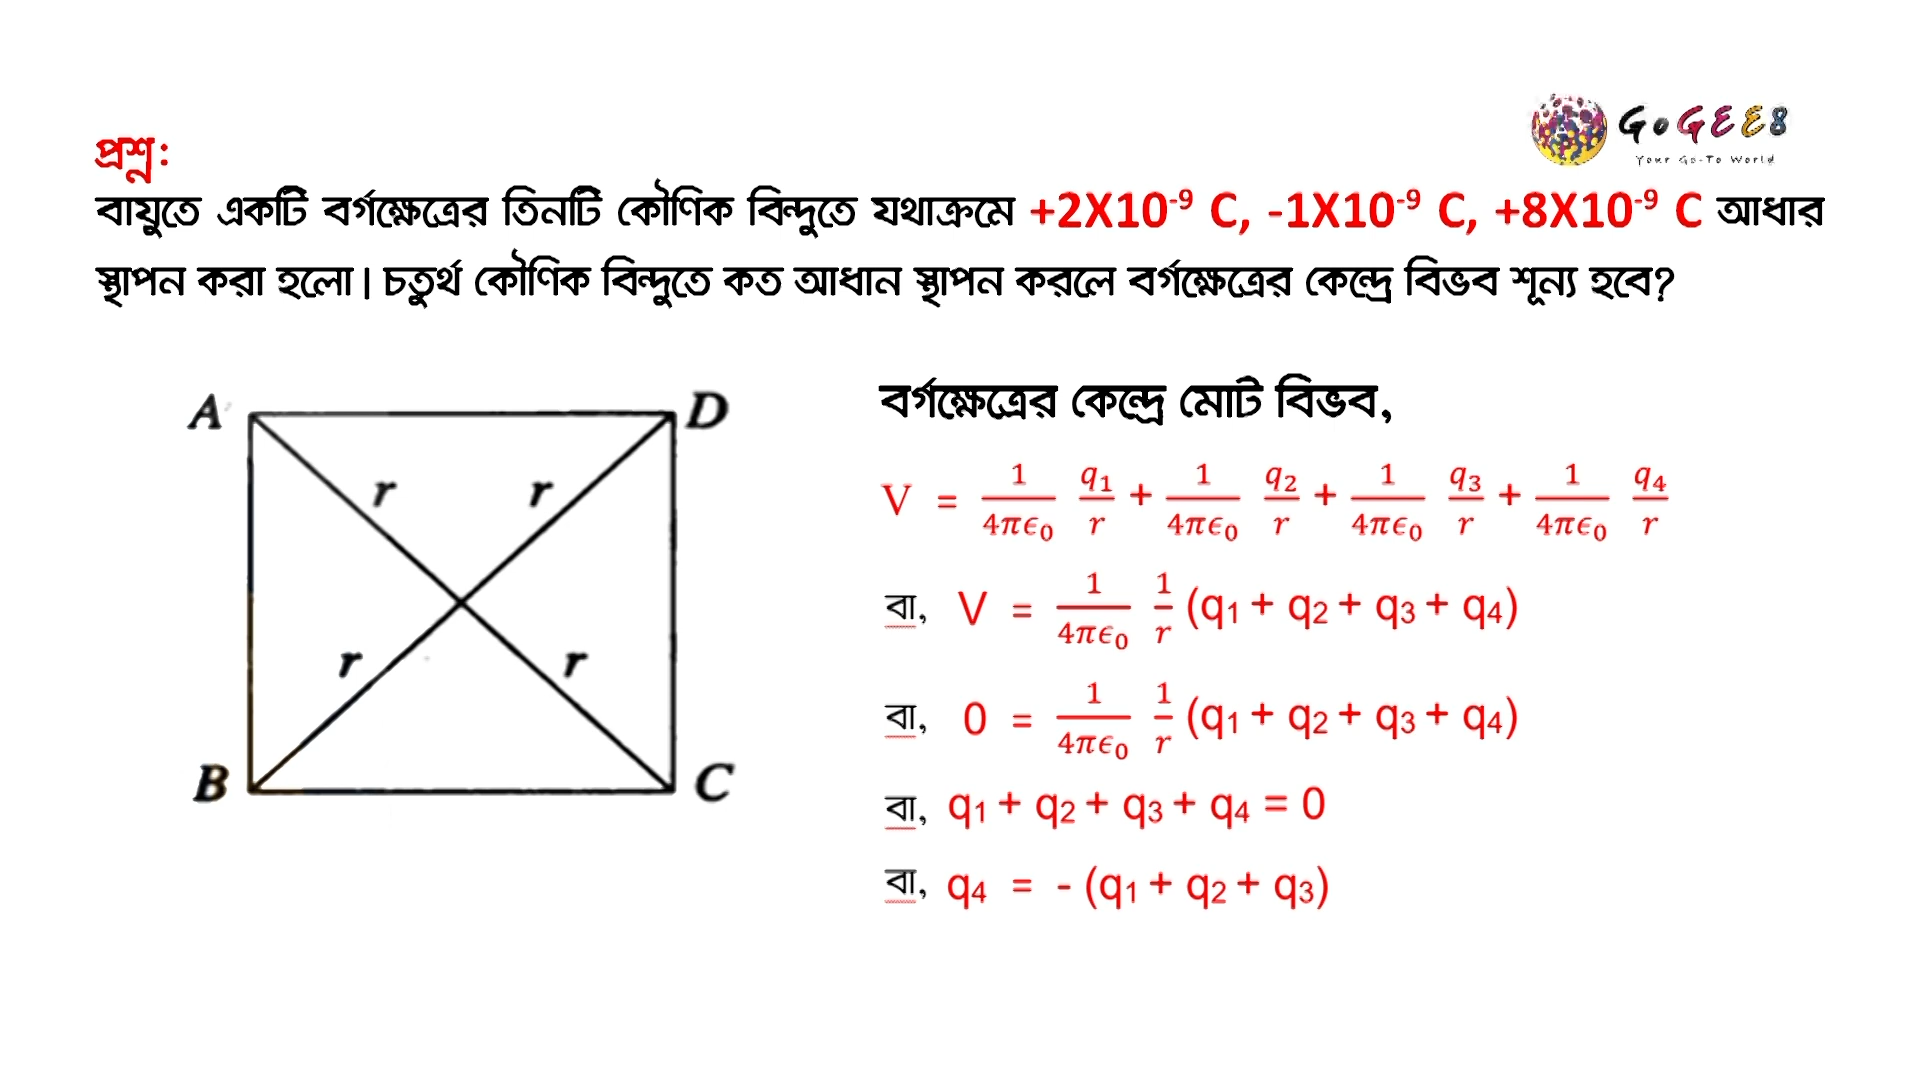 GoGEE8
Your Go-To World
প্রশ্ন:
বায়ুতে একটি বর্গক্ষেত্রের তিনটি কৌণিক বিন্দুতে যথাক্রমে +2X10⁻⁹ C, -1X10⁻⁹ C, +8X10⁻⁹ C আধার
স্থাপন করা হলো। চতুর্থ কৌণিক বিন্দুতে কত আধান স্থাপন করলে বর্গক্ষেত্রের কেন্দ্রে বিভব শূন্য হবে?
A D
r r
r r
B C
বর্গক্ষেত্রের কেন্দ্রে মোট বিভব,
V = 1/4πϵ₀ q₁/r + 1/4πϵ₀ q₂/r + 1/4πϵ₀ q₃/r + 1/4πϵ₀ q₄/r
বা, V = 1/4πϵ₀ 1/r (q₁ + q₂ + q₃ + q₄)
বা, 0 = 1/4πϵ₀ 1/r (q₁ + q₂ + q₃ + q₄)
বা, q₁ + q₂ + q₃ + q₄ = 0
বা, q₄ = - (q₁ + q₂ + q₃)